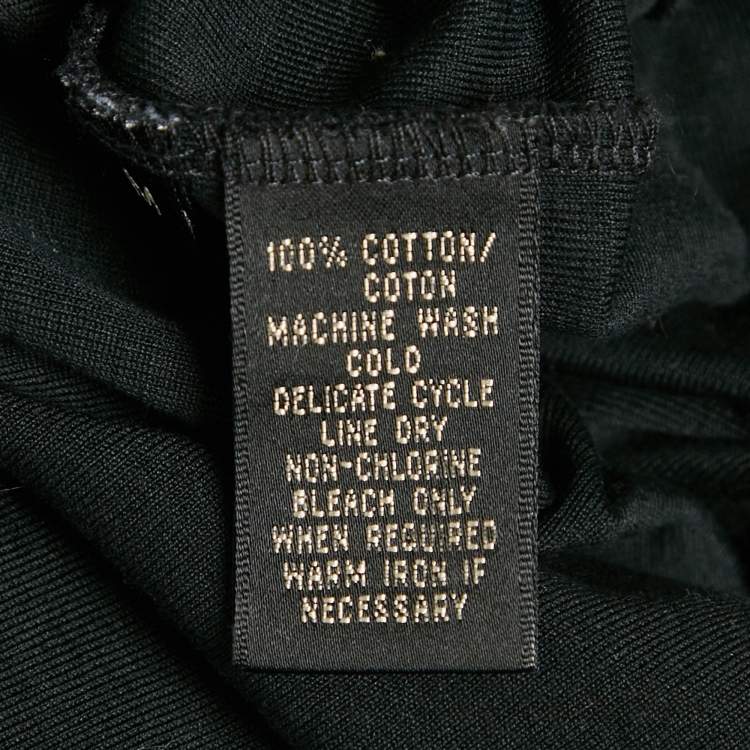 100% COTTON/
COTON
MACHINE WASH
COLD
DELICATE CYCLE
LINE DRY
NON-CHLORINE
BLEACH ONLY
WHEN REQUIRED
WARM IRON IF
NECESSARY